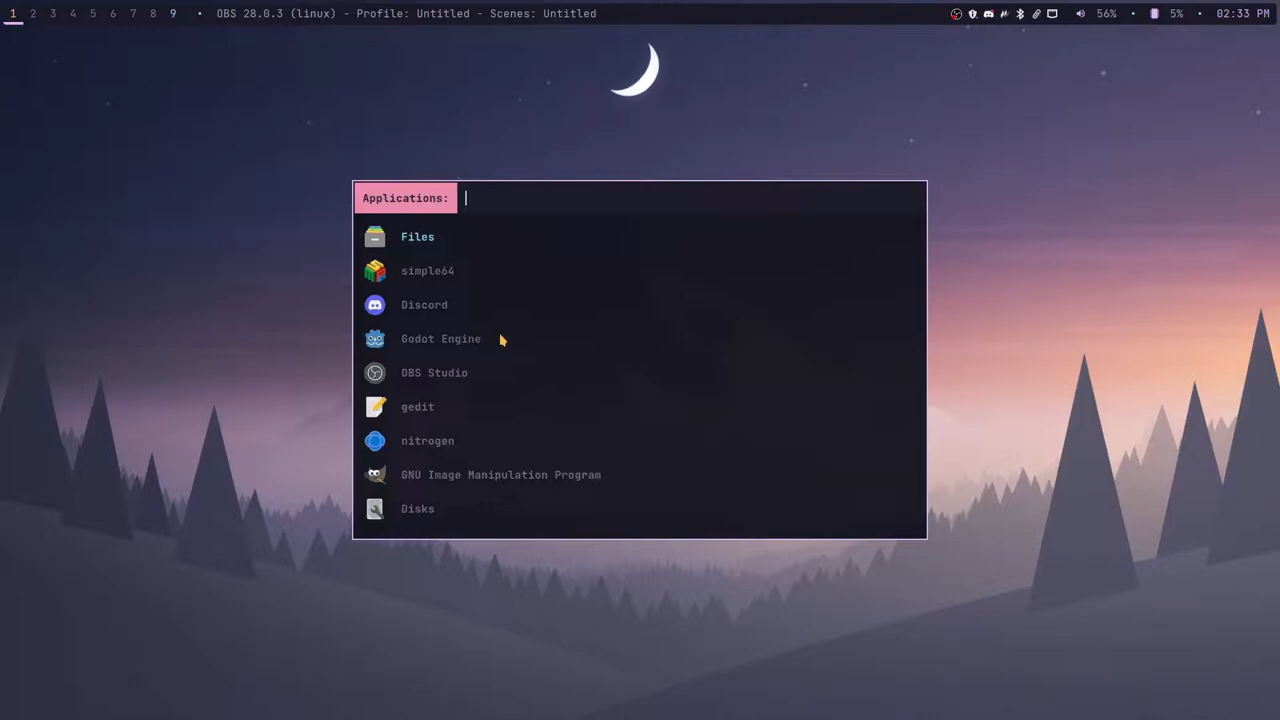 1 2 3 4 5 6 7 8 9 • OBS 28.0.3 (linux) - Profile: Untitled - Scenes: Untitled 56% • 5% • 02:33 PM
Applications:
Files
simple64
Discord
Godot Engine
OBS Studio
gedit
nitrogen
GNU Image Manipulation Program
Disks